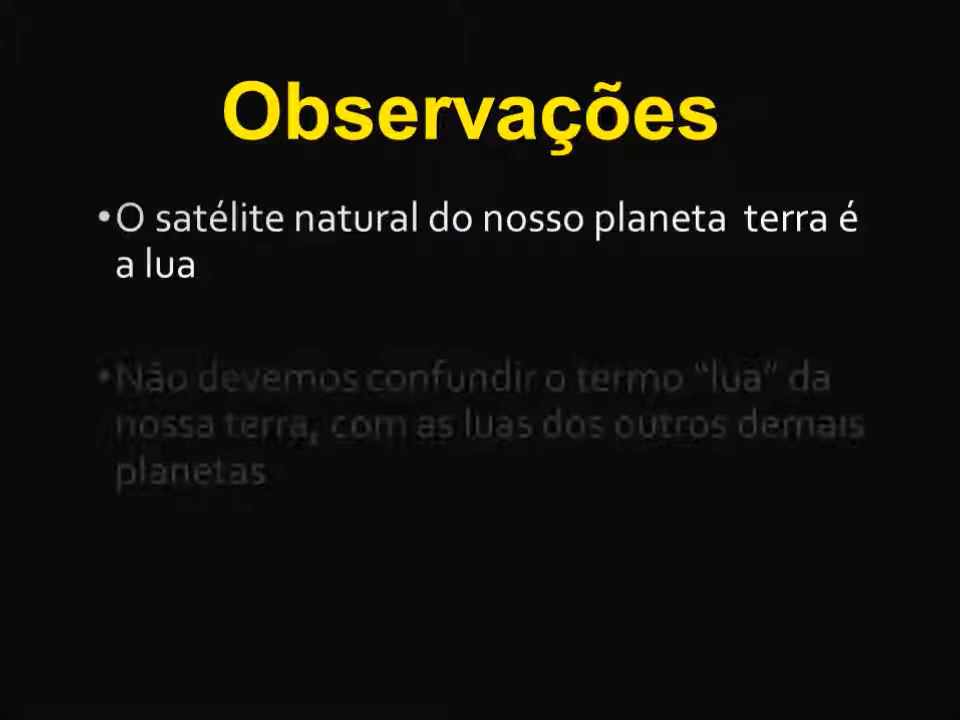 Observações
•O satélite natural do nosso planeta  terra é
a lua
•Não devemos confundir o termo “lua” da
nossa terra, com as luas dos outros demais
planetas